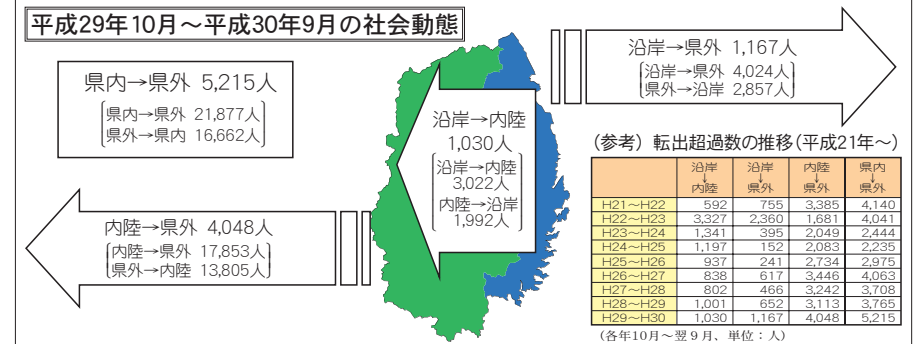 平成29年10月～平成30年9月の社会動態
県内→県外 5,215人
県内→県外 21,877人
県外→県内 16,662人
沿岸→県外 1,167人
沿岸→県外 4,024人
県外→沿岸 2,857人
沿岸→内陸
1,030人
沿岸→内陸
3,022人
内陸→沿岸
1,992人
内陸→県外 4,048人
内陸→県外 17,853人
県外→内陸 13,805人
(参考) 転出超過数の推移(平成21年～)
沿岸 沿岸 内陸 県内
↓ ↓ ↓ ↓
内陸 県外 県外 県外
H21～H22 592 755 3,385 4,140
H22～H23 3,327 2,360 1,681 4,041
H23～H24 1,341 395 2,049 2,444
H24～H25 1,197 152 2,083 2,235
H25～H26 937 241 2,734 2,975
H26～H27 838 617 3,446 4,063
H27～H28 802 466 3,242 3,708
H28～H29 1,001 652 3,113 3,765
H29～H30 1,030 1,167 4,048 5,215
(各年10月～翌9月、単位：人)